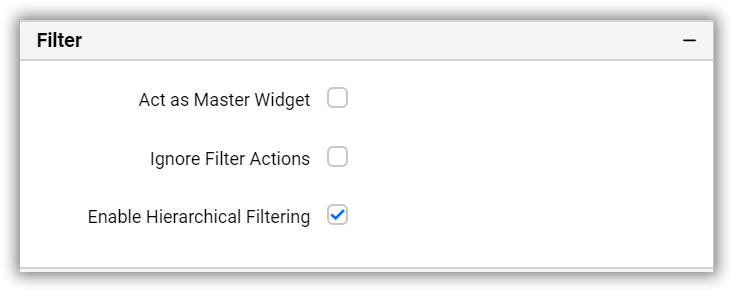 Filter
Act as Master Widget
Ignore Filter Actions
Enable Hierarchical Filtering